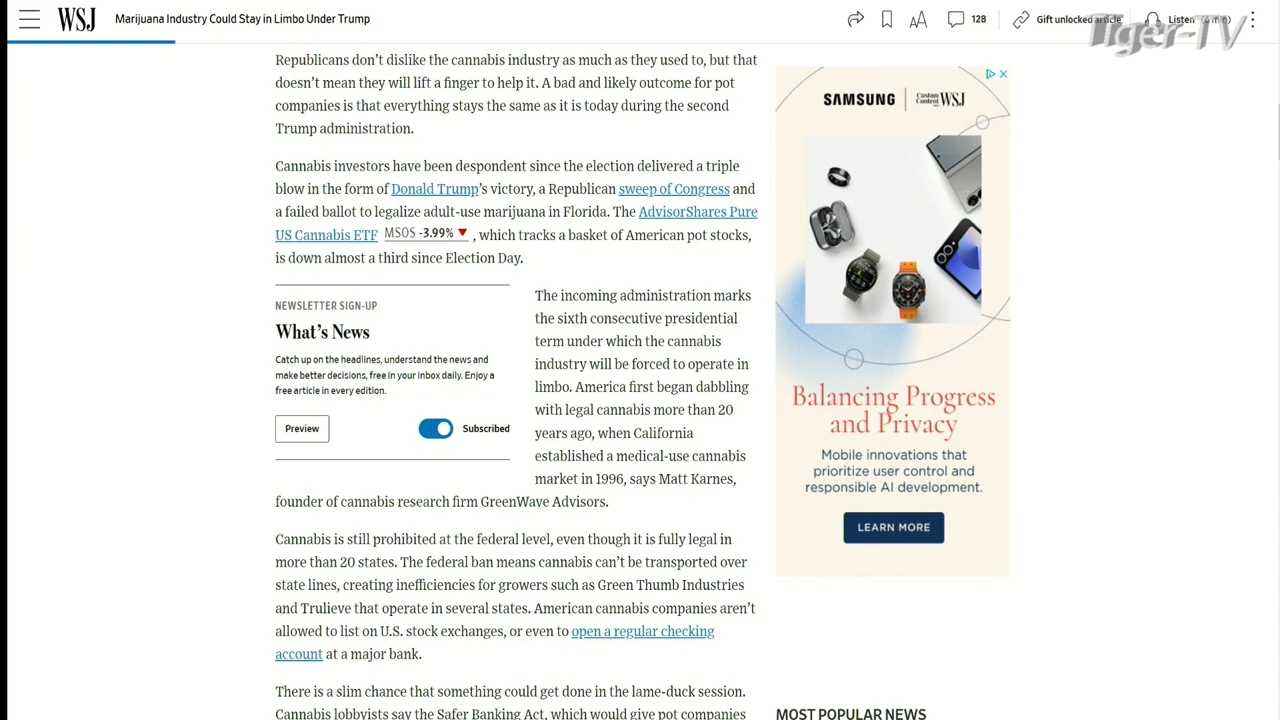 WSJ
Marijuana Industry Could Stay in Limbo Under Trump
128
Gift unlocked article
Listen
Tiger-TV
Republicans don’t dislike the cannabis industry as much as they used to, but that
doesn’t mean they will lift a finger to help it. A bad and likely outcome for pot
companies is that everything stays the same as it is today during the second
Trump administration.
Cannabis investors have been despondent since the election delivered a triple
blow in the form of Donald Trump’s victory, a Republican sweep of Congress and
a failed ballot to legalize adult-use marijuana in Florida. The AdvisorShares Pure
US Cannabis ETF MSOS -3.99% , which tracks a basket of American pot stocks,
is down almost a third since Election Day.
NEWSLETTER SIGN-UP
What’s News
Catch up on the headlines, understand the news and
make better decisions, free in your inbox daily. Enjoy a
free article in every edition.
Preview
Subscribed
The incoming administration marks
the sixth consecutive presidential
term under which the cannabis
industry will be forced to operate in
limbo. America first began dabbling
with legal cannabis more than 20
years ago, when California
established a medical-use cannabis
market in 1996, says Matt Karnes,
founder of cannabis research firm GreenWave Advisors.
Cannabis is still prohibited at the federal level, even though it is fully legal in
more than 20 states. The federal ban means cannabis can’t be transported over
state lines, creating inefficiencies for growers such as Green Thumb Industries
and Trulieve that operate in several states. American cannabis companies aren’t
allowed to list on U.S. stock exchanges, or even to open a regular checking
account at a major bank.
There is a slim chance that something could get done in the lame-duck session.
Cannabis lobbyists say the Safer Banking Act, which would give pot companies
SAMSUNG
Custom
Content WSJ
Balancing Progress
and Privacy
Mobile innovations that
prioritize user control and
responsible AI development.
LEARN MORE
MOST POPULAR NEWS